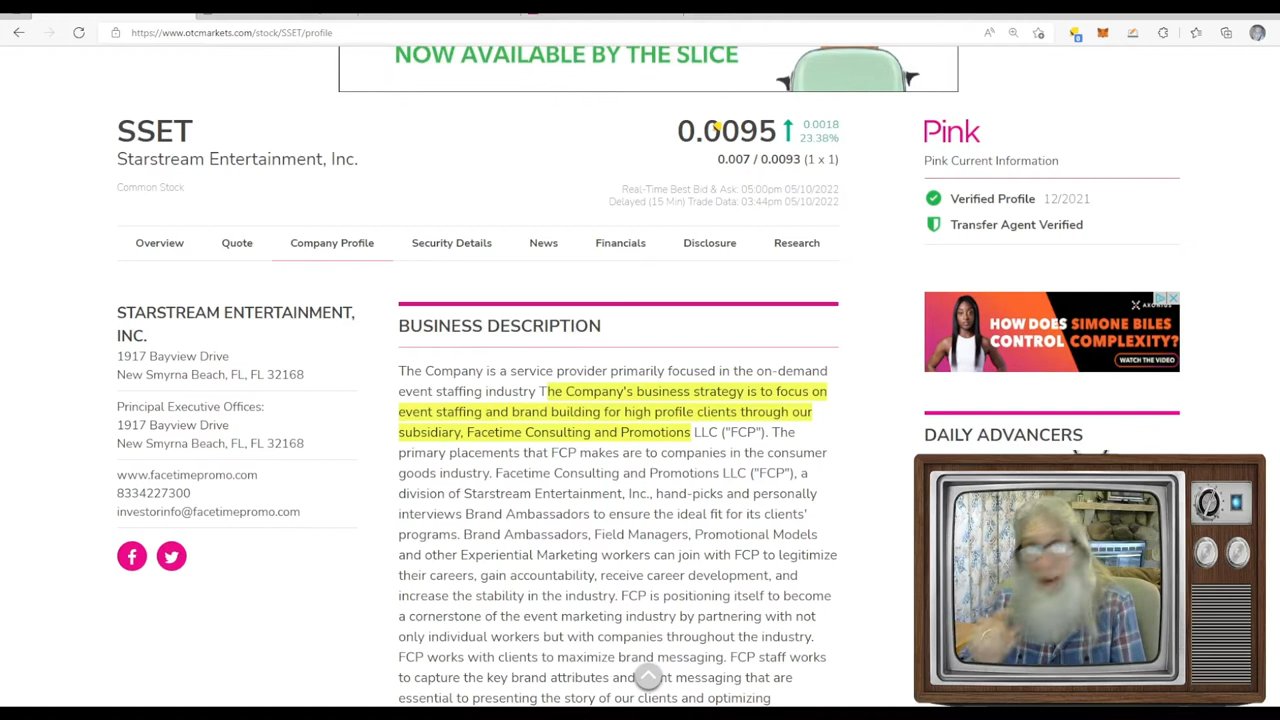 https://www.otcmarkets.com/stock/SSET/profile
NOW AVAILABLE BY THE SLICE
SSET
Starstream Entertainment, Inc.
Common Stock
0.0095
0.0018
23.38%
0.007 / 0.0093 (1 x 1)
Real-Time Best Bid & Ask: 05:00pm 05/10/2022
Delayed (15 Min) Trade Data: 03:44pm 05/10/2022
Pink
Pink Current Information
Verified Profile 12/2021
Transfer Agent Verified
Overview Quote Company Profile Security Details News Financials Disclosure Research
STARSTREAM ENTERTAINMENT,
INC.
1917 Bayview Drive
New Smyrna Beach, FL, FL 32168
Principal Executive Offices:
1917 Bayview Drive
New Smyrna Beach, FL, FL 32168
www.facetimepromo.com
8334227300
investorinfo@facetimepromo.com
BUSINESS DESCRIPTION
The Company is a service provider primarily focused in the on-demand
event staffing industry The Company's business strategy is to focus on
event staffing and brand building for high profile clients through our
subsidiary, Facetime Consulting and Promotions LLC ("FCP"). The
primary placements that FCP makes are to companies in the consumer
goods industry. Facetime Consulting and Promotions LLC ("FCP"), a
division of Starstream Entertainment, Inc., hand-picks and personally
interviews Brand Ambassadors to ensure the ideal fit for its clients'
programs. Brand Ambassadors, Field Managers, Promotional Models
and other Experiential Marketing workers can join with FCP to legitimize
their careers, gain accountability, receive career development, and
increase the stability in the industry. FCP is positioning itself to become
a cornerstone of the event marketing industry by partnering with not
only individual workers but with companies throughout the industry.
FCP works with clients to maximize brand messaging. FCP staff works
to capture the key brand attributes and messaging that are
essential to presenting the story of our clients and optimizing
AXONIUS
HOW DOES SIMONE BILES
CONTROL COMPLEXITY?
WATCH THE VIDEO
DAILY ADVANCERS